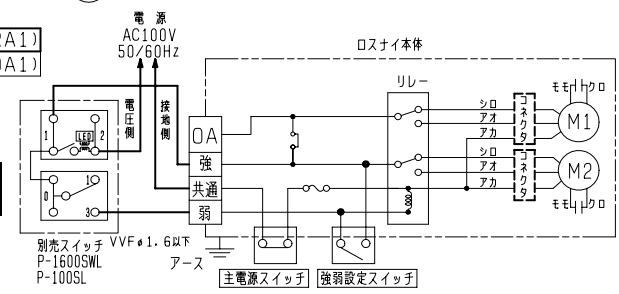 電 源
AC100V
50/60Hz
RA1)
OA1)
ロスナイ本体
リレー
電圧側
接地側
1
LED
2
0
1
3
OA
強
共通
弱
シロ
アオ
アカ
コネクタ
モモ
クロ
M1
シロ
アオ
アカ
コネクタ
M2
モモ
クロ
別売スイッチ
P-1600SWL
P-100SL
VVFφ1.6以下
アース
主電源スイッチ
強弱設定スイッチ